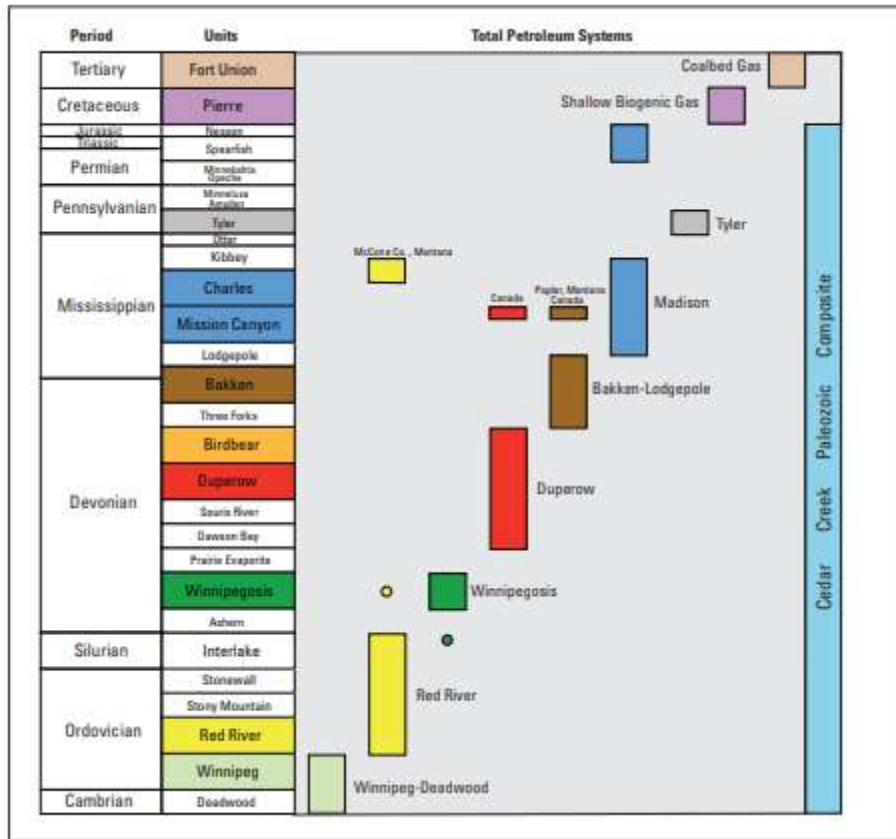 Period Units Total Petroleum Systems
Tertiary Fort Union Coalbed Gas
Cretaceous Pierre Shallow Biogenic Gas
Jurassic Nesson
Triassic Spearfish
Permian Minnekahta
Opeche
Pennsylvanian Minnelusa
Amsden
Tyler Tyler
Otter
Kibbey McCone Co., Montana
Mississippian Charles Canada Poplar, Montana
Canada Madison
Mission Canyon
Lodgepole
Bakken Bakken-Lodgepole
Three Forks
Birdbear
Devonian Duperow Duperow
Souris River
Dawson Bay
Prairie Evaporite
Winnipegosis Winnipegosis
Ashern
Silurian Interlake
Stonewall
Stony Mountain Red River
Ordovician Red River
Winnipeg Winnipeg-Deadwood
Cambrian Deadwood
Cedar Creek Paleozoic Composite